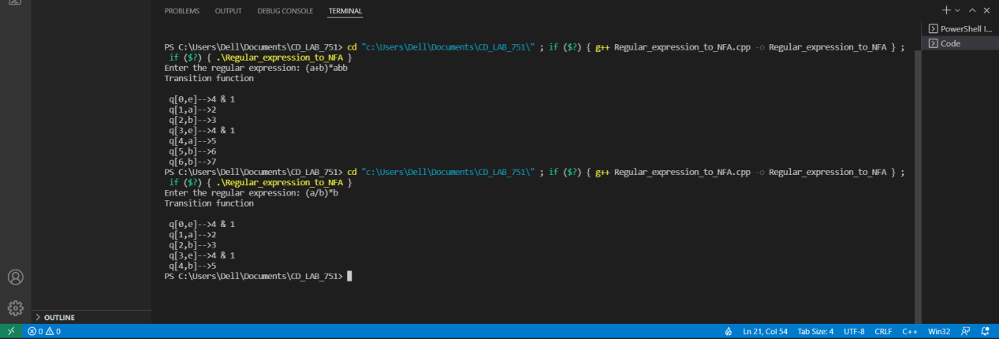 PROBLEMS OUTPUT DEBUG CONSOLE TERMINAL
PowerShell I...
Code
PS C:\Users\Dell\Documents\CD_LAB_751> cd "c:\Users\Dell\Documents\CD_LAB_751\" ; if ($?) { g++ Regular_expression_to_NFA.cpp -o Regular_expression_to_NFA } ;
if ($?) { .\Regular_expression_to_NFA }
Enter the regular expression: (a+b)*abb
Transition function
q[0,e]-->4 & 1
q[1,a]-->2
q[2,b]-->3
q[3,e]-->4 & 1
q[4,a]-->5
q[5,b]-->6
q[6,b]-->7
PS C:\Users\Dell\Documents\CD_LAB_751> cd "c:\Users\Dell\Documents\CD_LAB_751\" ; if ($?) { g++ Regular_expression_to_NFA.cpp -o Regular_expression_to_NFA } ;
if ($?) { .\Regular_expression_to_NFA }
Enter the regular expression: (a/b)*b
Transition function
q[0,e]-->4 & 1
q[1,a]-->2
q[2,b]-->3
q[3,e]-->4 & 1
q[4,b]-->5
PS C:\Users\Dell\Documents\CD_LAB_751>
OUTLINE
0 0 Ln 21, Col 54 Tab Size: 4 UTF-8 CRLF C++ Win32